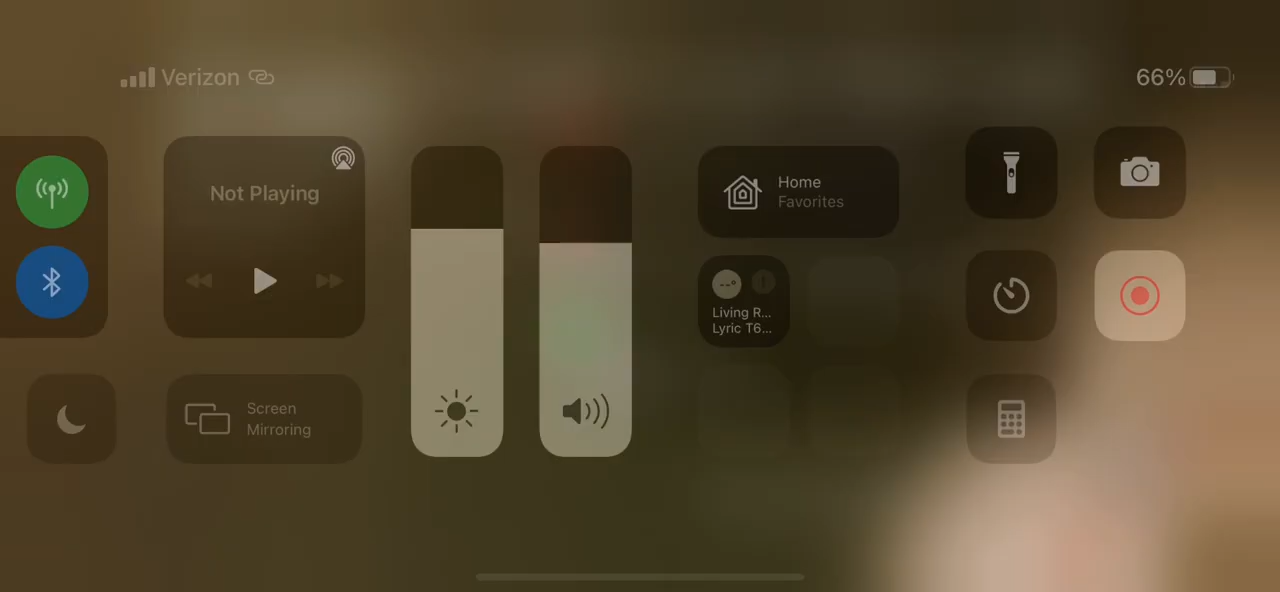 Verizon
66%
Not Playing
Home
Favorites
--°
Living R...
Lyric T6...
Screen
Mirroring